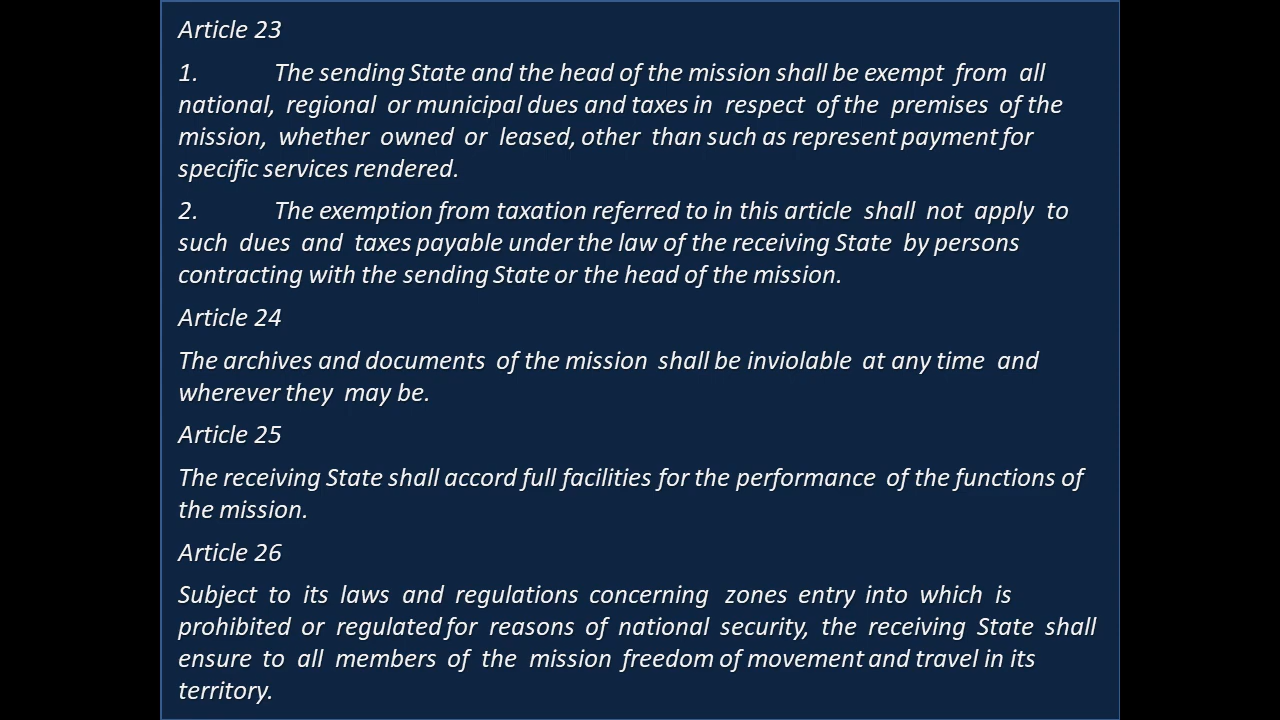 Article 23
1. The sending State and the head of the mission shall be exempt from all
national, regional or municipal dues and taxes in respect of the premises of the
mission, whether owned or leased, other than such as represent payment for
specific services rendered.
2. The exemption from taxation referred to in this article shall not apply to
such dues and taxes payable under the law of the receiving State by persons
contracting with the sending State or the head of the mission.
Article 24
The archives and documents of the mission shall be inviolable at any time and
wherever they may be.
Article 25
The receiving State shall accord full facilities for the performance of the functions of
the mission.
Article 26
Subject to its laws and regulations concerning zones entry into which is
prohibited or regulated for reasons of national security, the receiving State shall
ensure to all members of the mission freedom of movement and travel in its
territory.